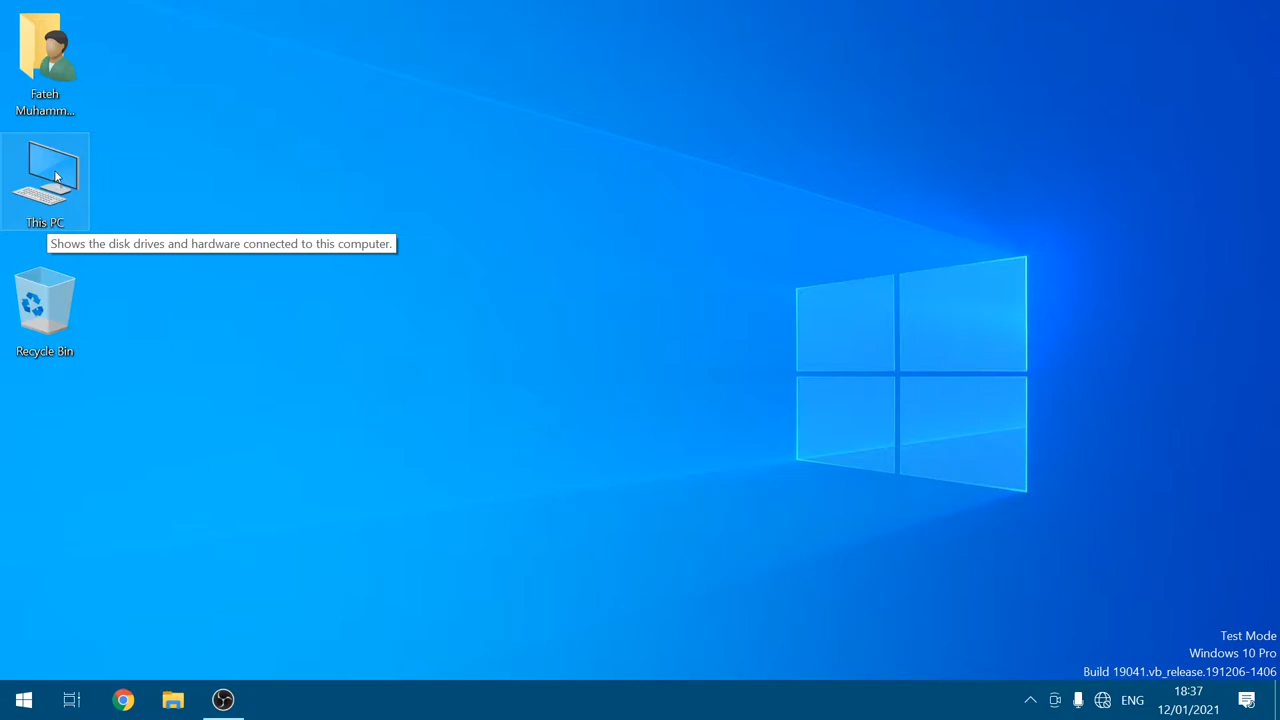 Fateh
Muhamm...
This PC
Shows the disk drives and hardware connected to this computer.
Recycle Bin
Test Mode
Windows 10 Pro
Build 19041.vb_release.191206-1406
ENG
18:37
12/01/2021